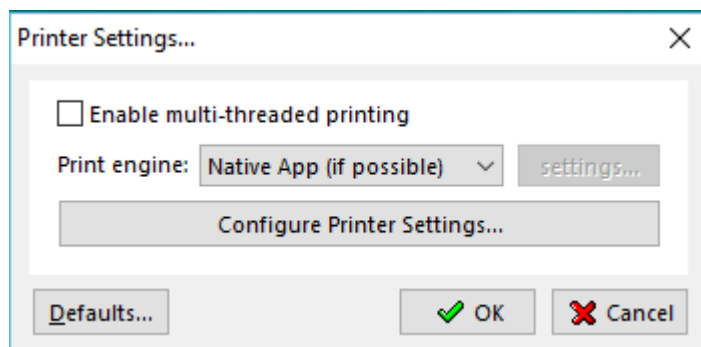 Printer Settings...
Enable multi-threaded printing
Print engine: Native App (if possible) settings...
Configure Printer Settings...
Defaults... OK Cancel